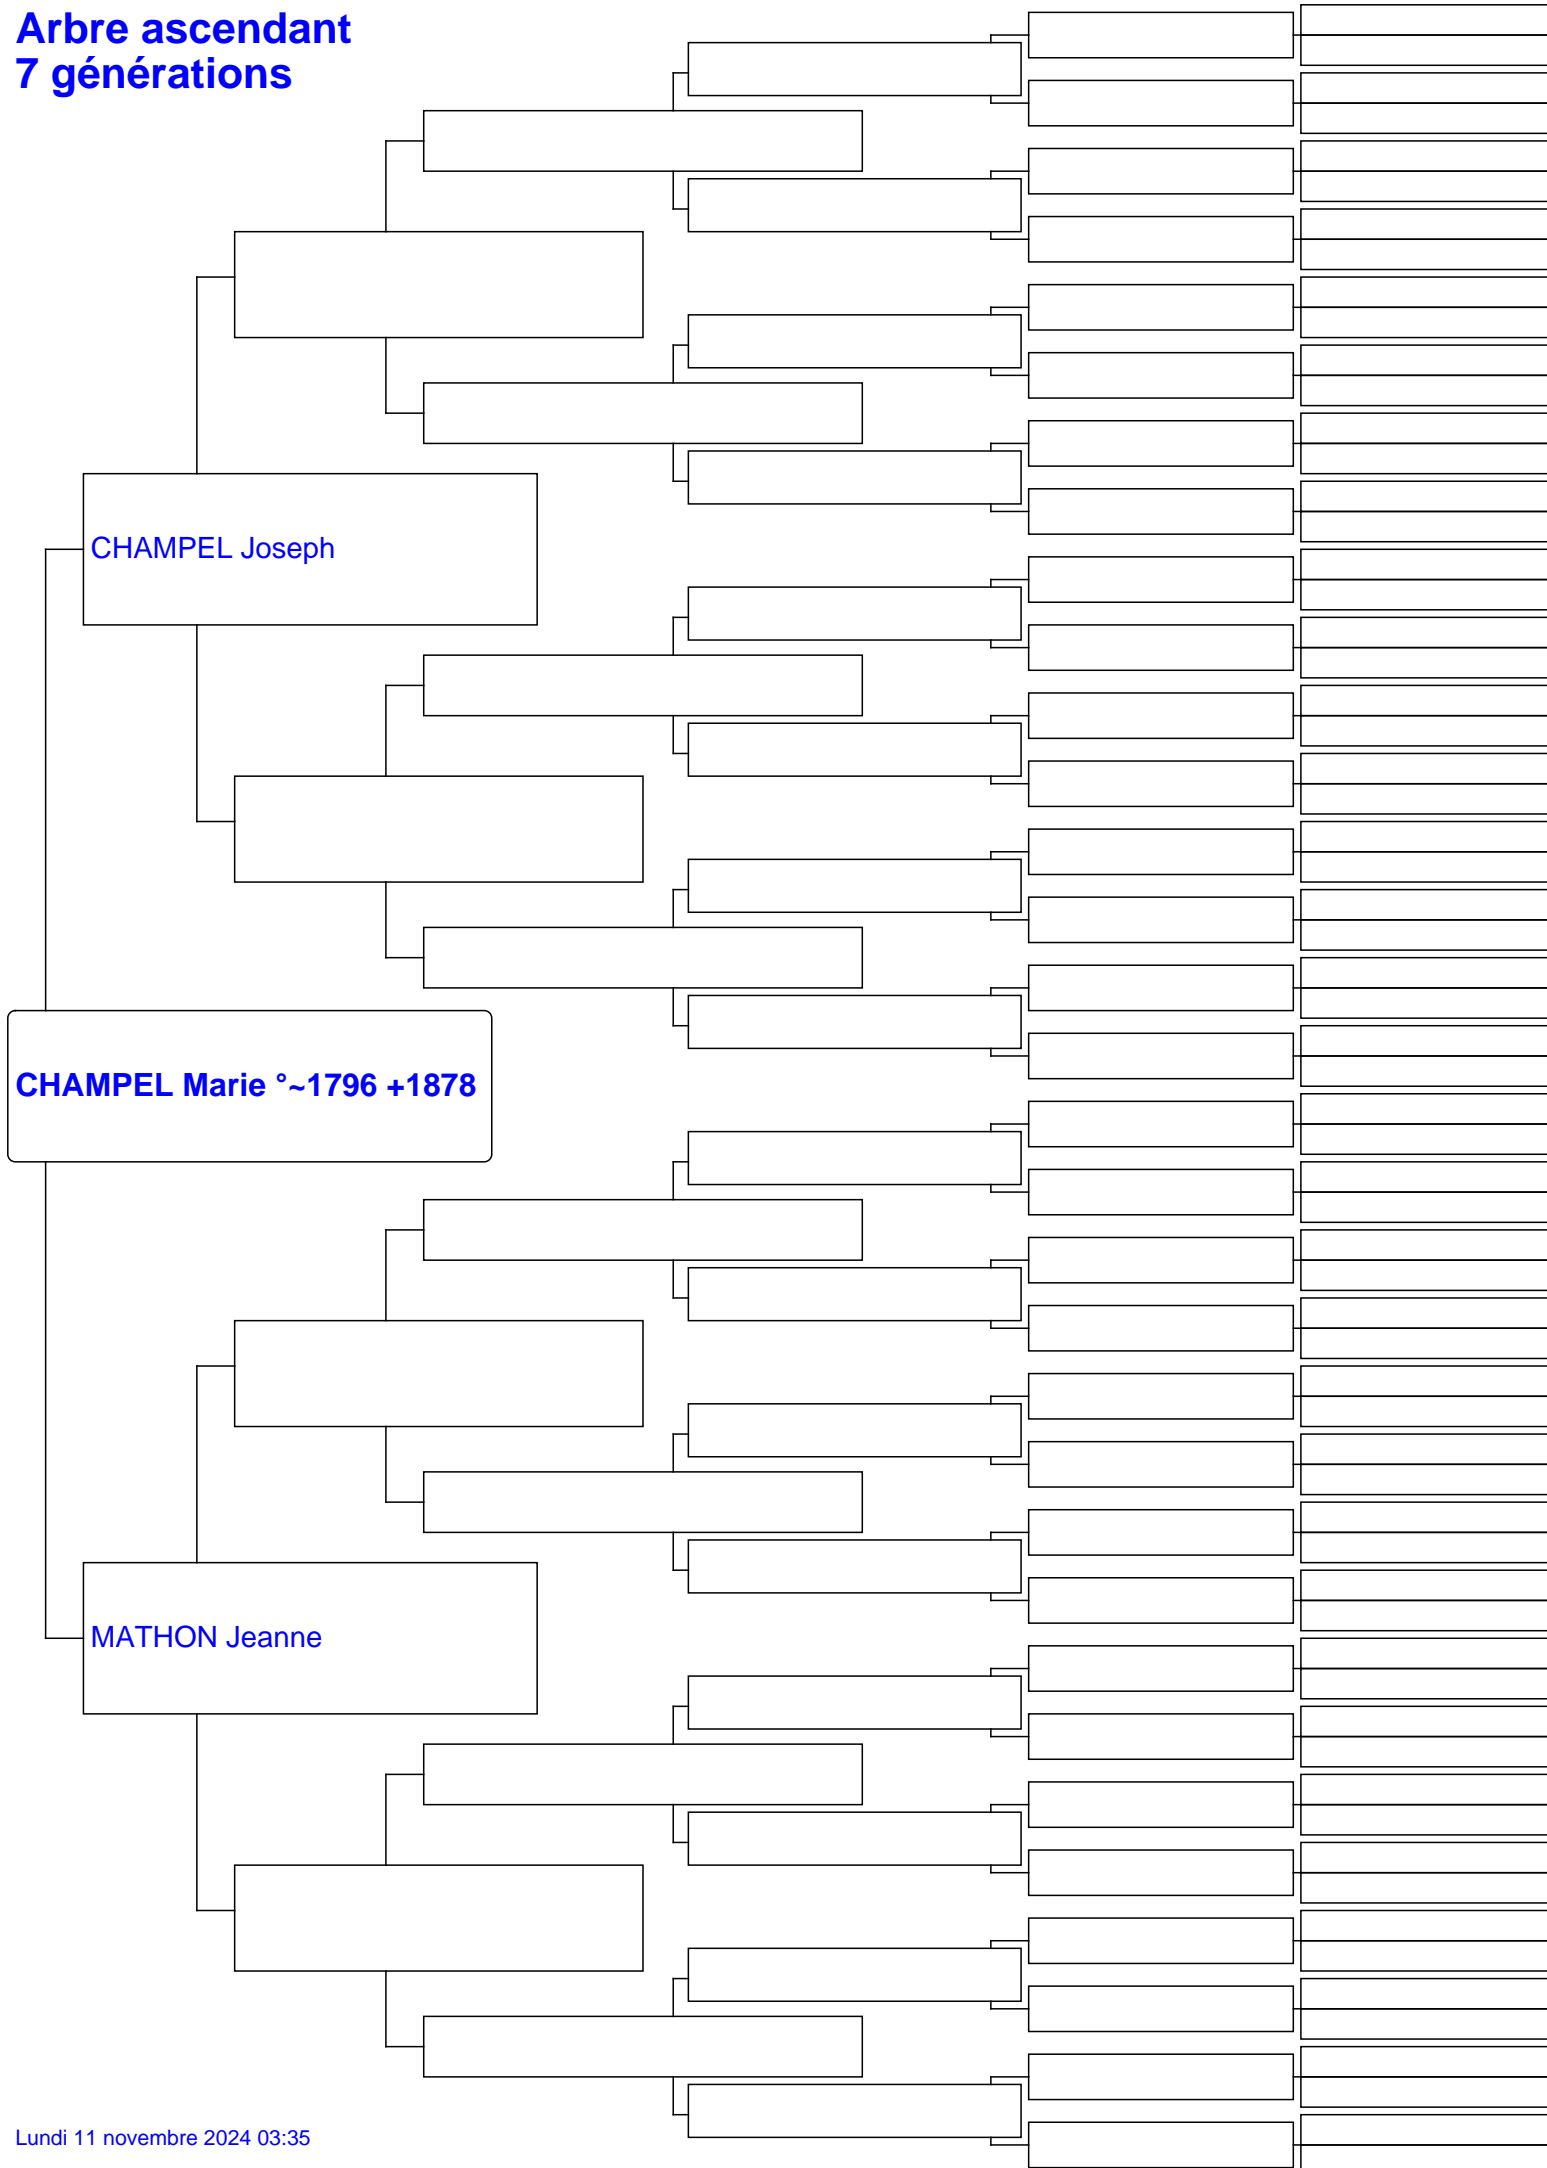 Arbre ascendant
7 générations
CHAMPEL Joseph
CHAMPEL Marie °~1796 +1878
MATHON Jeanne
Lundi 11 novembre 2024 03:35